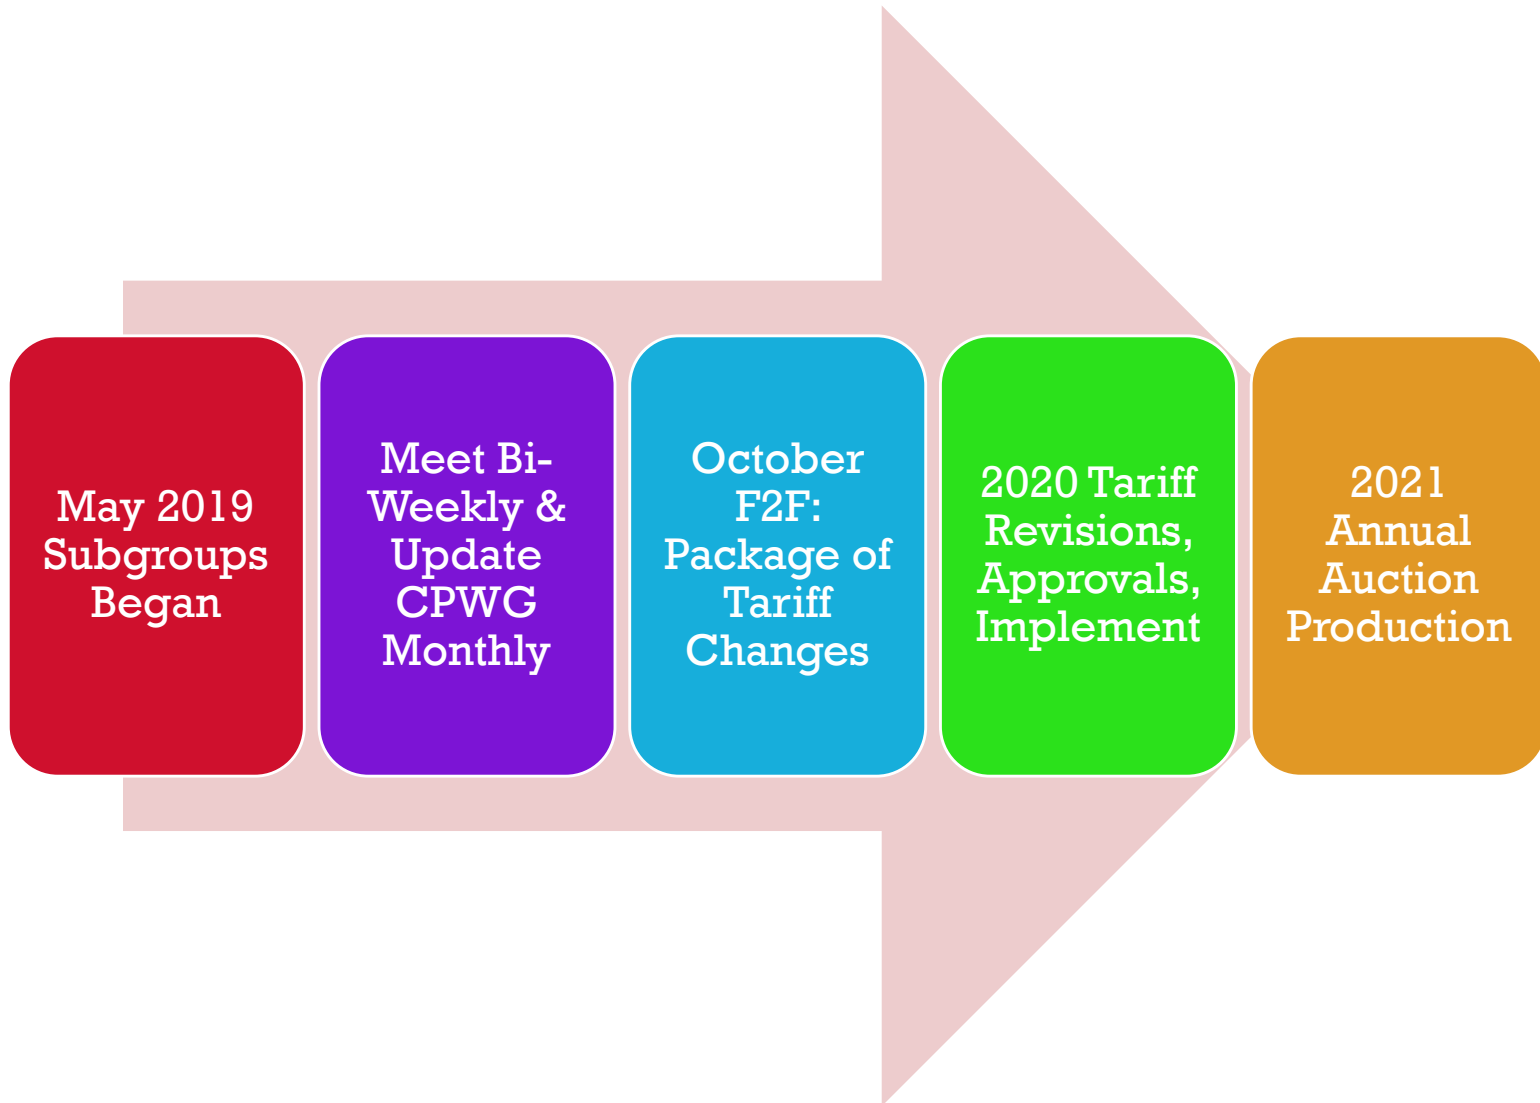 May 2019
Subgroups
Began
Meet Bi-
Weekly &
Update
CPWG
Monthly
October
F2F:
Package of
Tariff
Changes
2020 Tariff
Revisions,
Approvals,
Implement
2021
Annual
Auction
Production